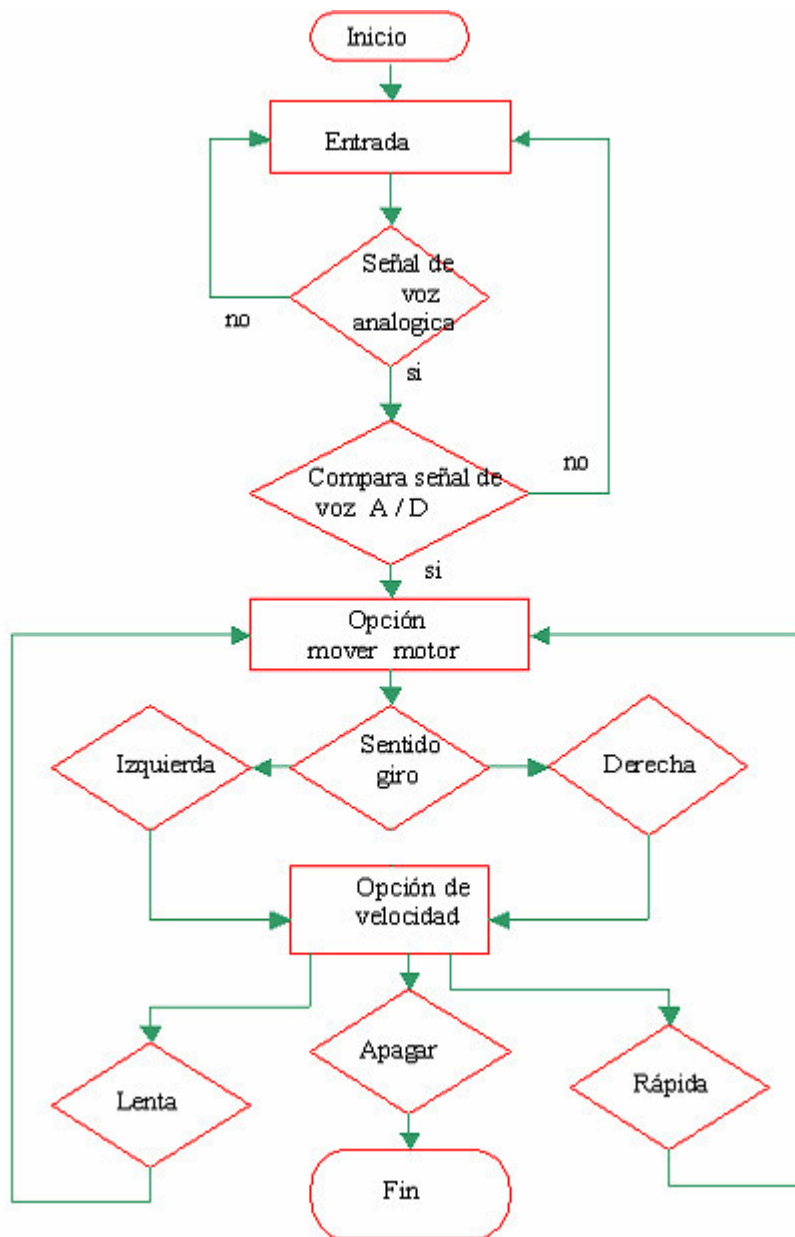 Inicio
Entrada
Señal de
voz
analogica
no
si
Compara señal de
voz A / D
no
si
Opción
mover motor
Izquierda
Sentido
giro
Derecha
Opción de
velocidad
Lenta
Apagar
Rápida
Fin